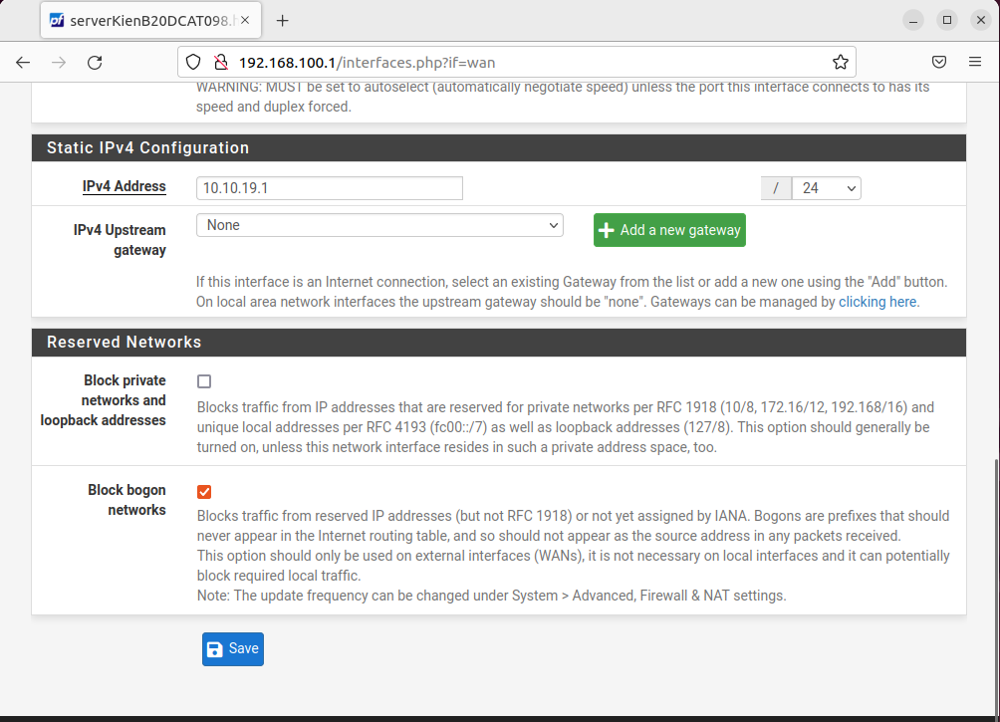 serverKienB20DCAT098.
192.168.100.1/interfaces.php?if=wan
WARNING: MUST be set to autoselect (automatically negotiate speed) unless the port this interface connects to has its
speed and duplex forced.
Static IPv4 Configuration
IPv4 Address
10.10.19.1
/ 24
IPv4 Upstream
gateway
None
Add a new gateway
If this interface is an Internet connection, select an existing Gateway from the list or add a new one using the "Add" button.
On local area network interfaces the upstream gateway should be "none". Gateways can be managed by clicking here.
Reserved Networks
Block private
networks and
loopback addresses
Blocks traffic from IP addresses that are reserved for private networks per RFC 1918 (10/8, 172.16/12, 192.168/16) and
unique local addresses per RFC 4193 (fc00::/7) as well as loopback addresses (127/8). This option should generally be
turned on, unless this network interface resides in such a private address space, too.
Block bogon
networks
Blocks traffic from reserved IP addresses (but not RFC 1918) or not yet assigned by IANA. Bogons are prefixes that should
never appear in the Internet routing table, and so should not appear as the source address in any packets received.
This option should only be used on external interfaces (WANs), it is not necessary on local interfaces and it can potentially
block required local traffic.
Note: The update frequency can be changed under System > Advanced, Firewall & NAT settings.
Save